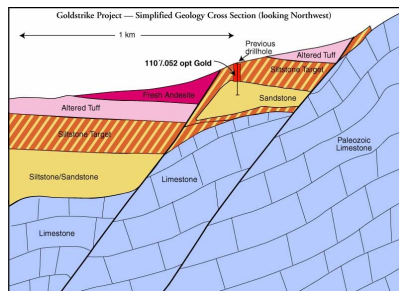 Goldstrike Project — Simplified Geology Cross Section (looking Northwest)
1 km
Previous
drillhole
110'/.052 opt Gold
Altered Tuff
Fresh Andesite
Siltstone Target
Altered Tuff
Sandstone
Siltstone Target
Paleozoic
Limestone
Siltstone/Sandstone
Limestone
Limestone